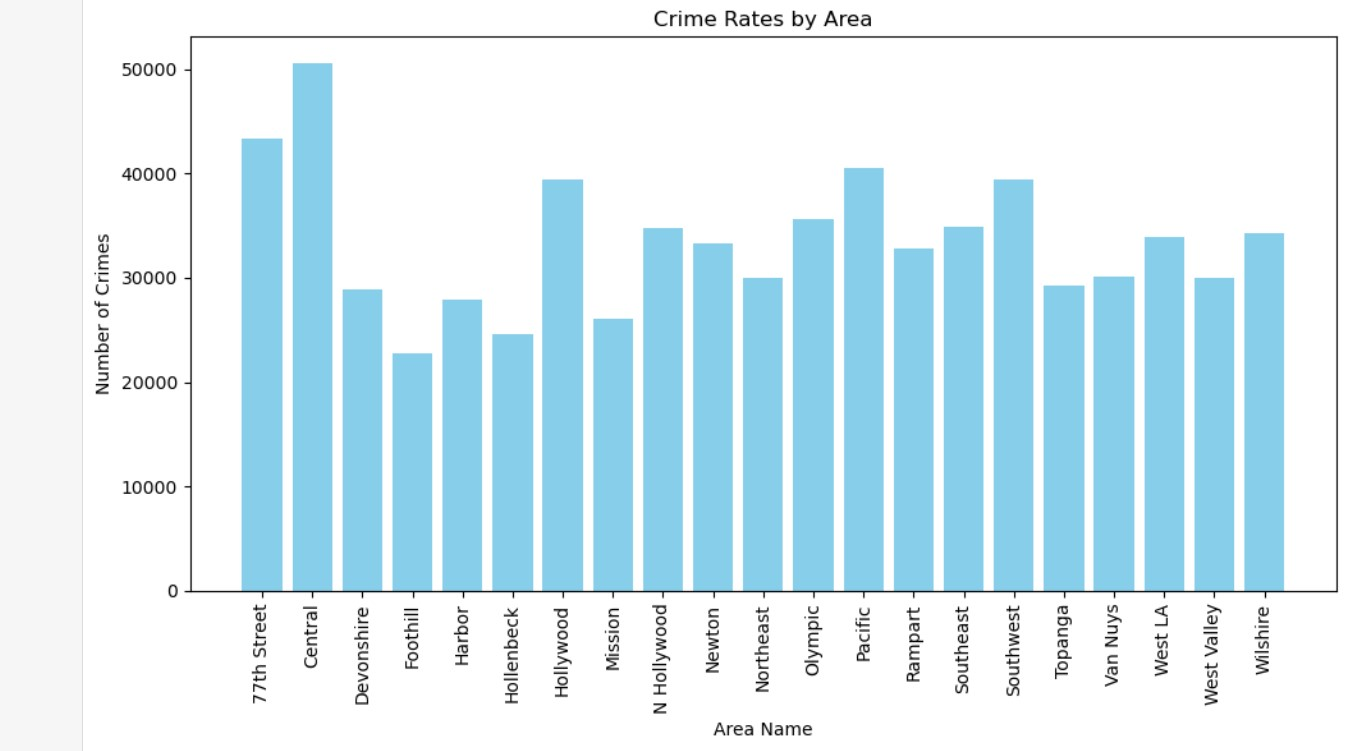 Crime Rates by Area
Number of Crimes
50000
40000
30000
20000
10000
0
77th Street
Central
Devonshire
Foothill
Harbor
Hollenbeck
Hollywood
Mission
N Hollywood
Newton
Northeast
Olympic
Pacific
Rampart
Southeast
Southwest
Topanga
Van Nuys
West LA
West Valley
Wilshire
Area Name